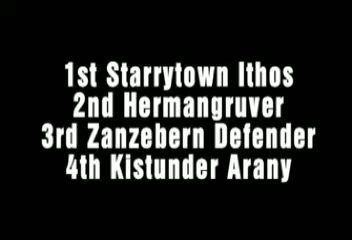 1st Starrytown Ithos
2nd Hermangruver
3rd Zanzebern Defender
4th Kistunder Arany